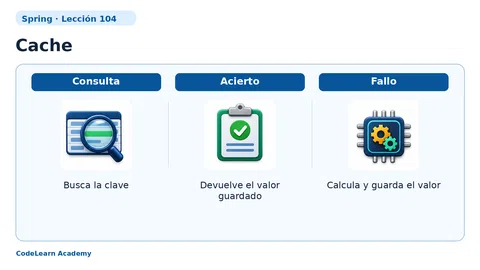 Spring · Lección 104
Cache
Consulta
Acierto
Fallo
Busca la clave
Devuelve el valor
guardado
Calcula y guarda el valor
CodeLearn Academy